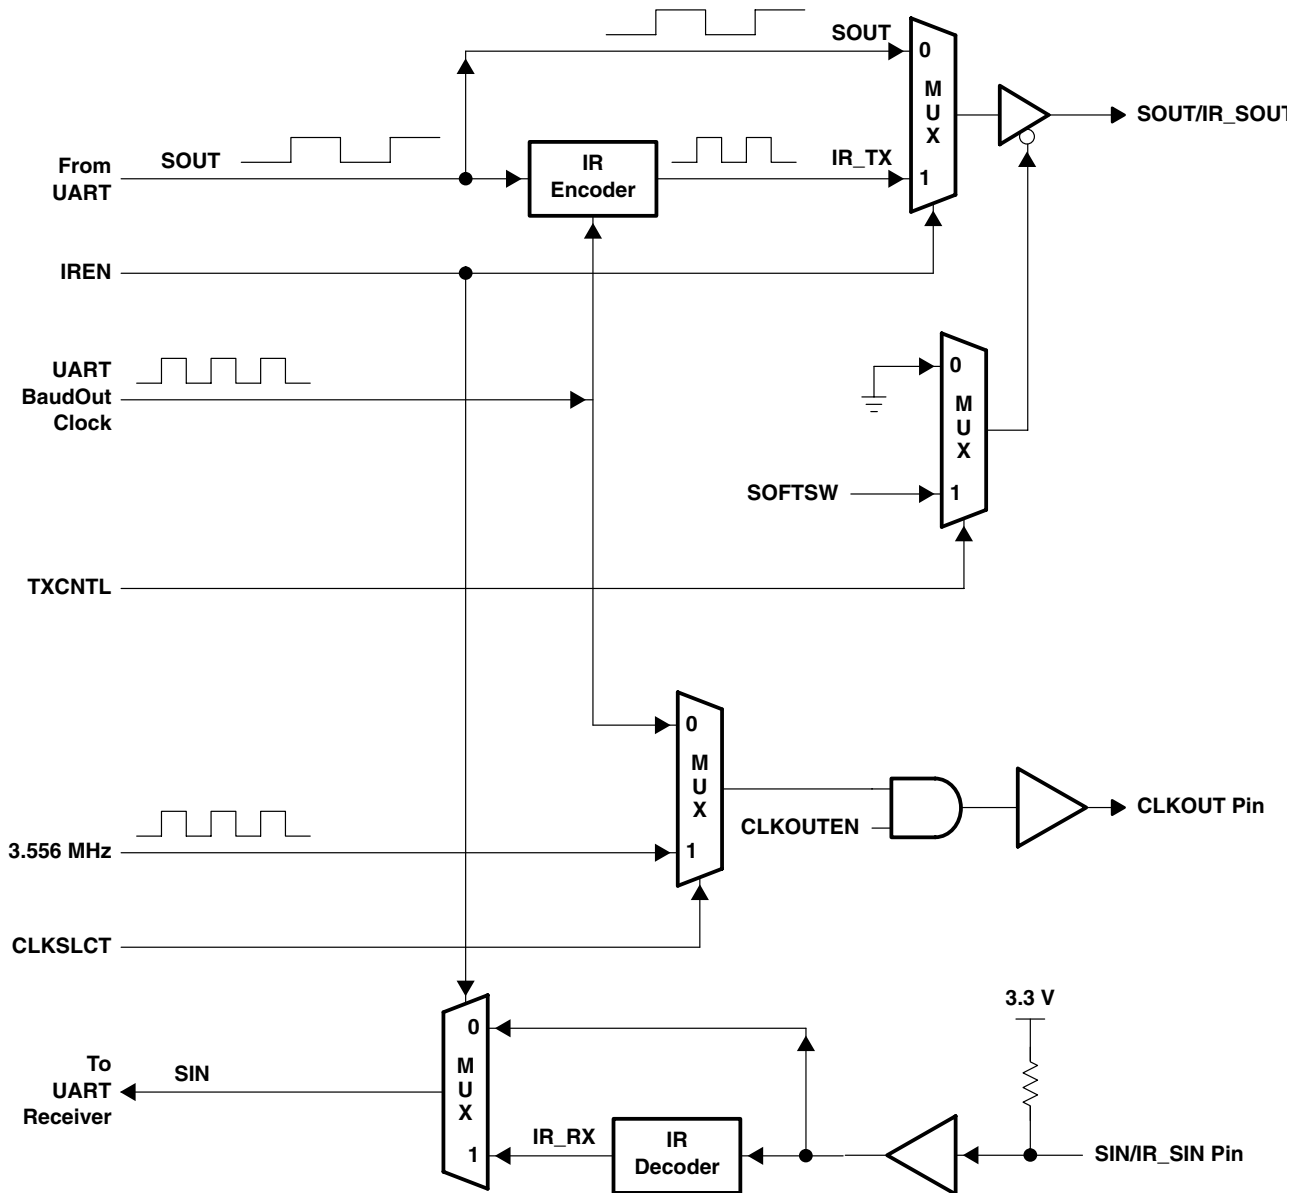 SOUT
0
M
U
X
SOUT/IR_SOUT
From
UART
SOUT
IR
Encoder
IR_TX
1
IREN
UART
BaudOut
Clock
0
M
U
X
SOFTSW
1
TXCNTL
0
M
U
X
CLKOUT Pin
CLKOUTEN
3.556 MHz
1
CLKSLCT
3.3 V
0
To
UART
Receiver
SIN
M
U
X
IR_RX
1
IR
Decoder
SIN/IR_SIN Pin